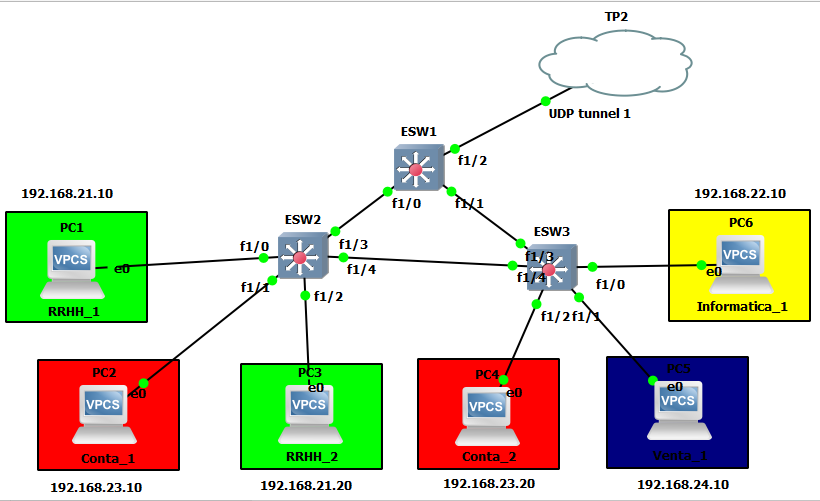 TP2
UDP tunnel 1
ESW1
f1/2
f1/0
f1/1
192.168.21.10
192.168.22.10
PC1
ESW2
ESW3
PC6
VPCS
e0
f1/0
f1/3
f1/4
f1/3
f1/4
f1/0
e0
VPCS
RRHH_1
f1/1
f1/2
f1/2
f1/1
Informatica_1
PC2
PC3
PC4
PC5
e0
e0
e0
e0
VPCS
VPCS
VPCS
VPCS
Conta_1
RRHH_2
Conta_2
192.168.23.10
192.168.21.20
192.168.23.20
192.168.24.10